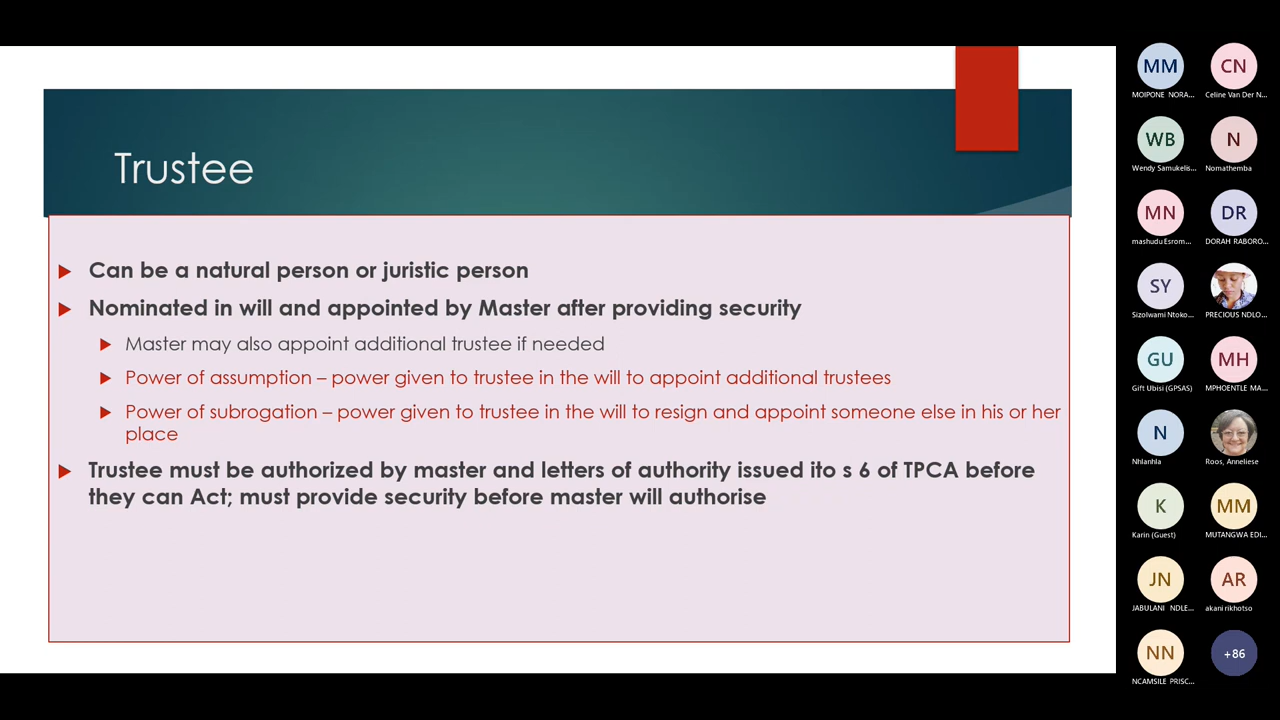 Trustee
Can be a natural person or juristic person
Nominated in will and appointed by Master after providing security
Master may also appoint additional trustee if needed
Power of assumption – power given to trustee in the will to appoint additional trustees
Power of subrogation – power given to trustee in the will to resign and appoint someone else in his or her
place
Trustee must be authorized by master and letters of authority issued ito s 6 of TPCA before
they can Act; must provide security before master will authorise
MM CN
MOIPONE NORA... Celine Van Der N...
WB N
Wendy Samukelis... Nomathemba
MN DR
mashudu Esrom... DORAH RABORO...
SY
Sizolwami Ntoko... PRECIOUS NDLO...
GU MH
Gift Ubisi (GPSAS) MPHOENTLE MA...
N
Nhlanhla Roos, Anneliese
K MM
Karin (Guest) MUTANGWA EDI...
JN AR
JABULANI NDLE... akani rikhotso
NN +86
NCAMSILE PRISC...